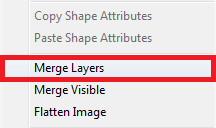 Copy Shape Attributes
Paste Shape Attributes
Merge Layers
Merge Visible
Flatten Image